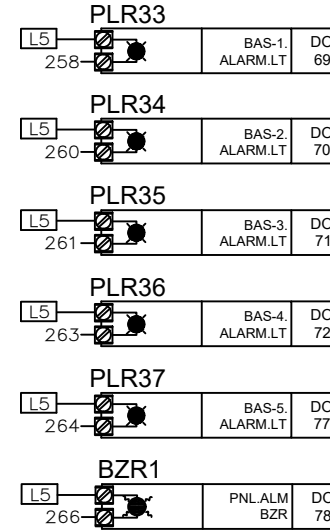 PLR33
L5 BAS-1. DO
258 ALARM.LT 69
PLR34
L5 BAS-2. DO
260 ALARM.LT 70
PLR35
L5 BAS-3. DO
261 ALARM.LT 71
PLR36
L5 BAS-4. DO
263 ALARM.LT 72
PLR37
L5 BAS-5. DO
264 ALARM.LT 77
BZR1
L5 PNL.ALM DO
266 BZR 78